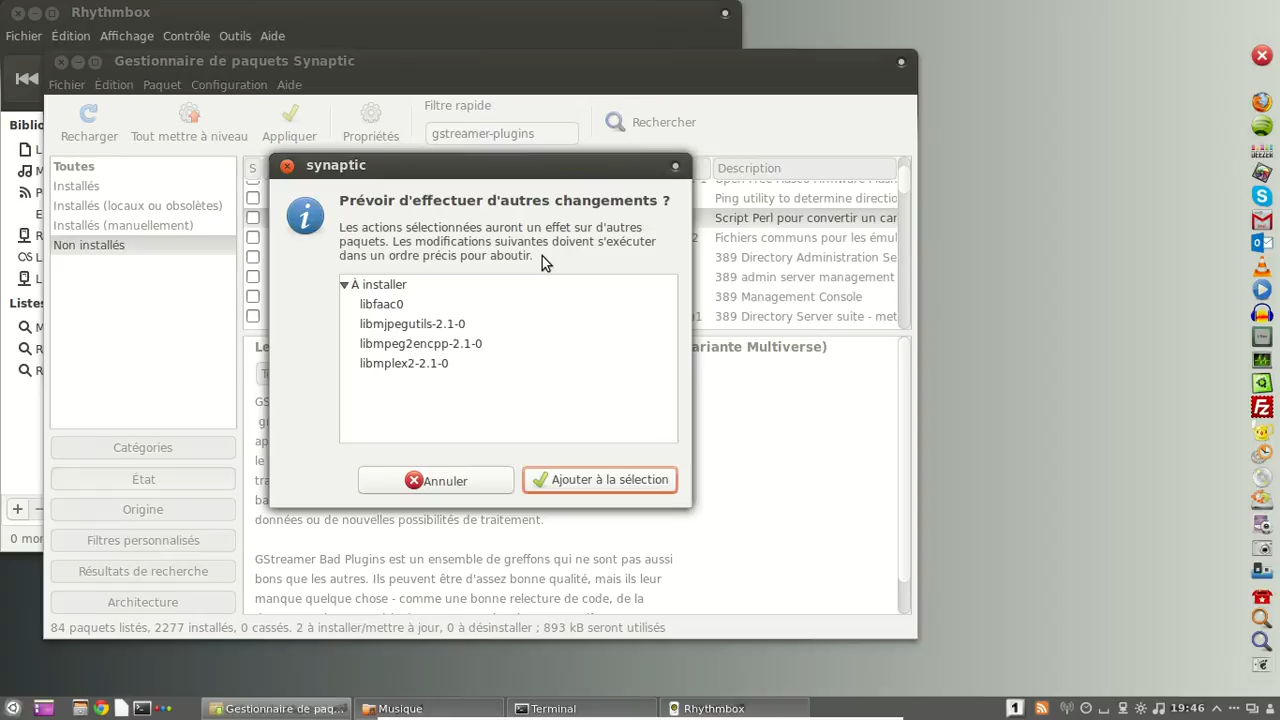 Rhythmbox
Fichier Édition Affichage Contrôle Outils Aide
Gestionnaire de paquets Synaptic
Fichier Edition Paquet Configuration Aide
Filtre rapide
Recharger Tout mettre à niveau Appliquer Propriétés gstreamer-plugins Rechercher
Biblio
Toutes
Installés
Installés (locaux ou obsolètes)
Installés (manuellement)
Non installés
Listes
S Description
Ping utility to determine directio
Script Perl pour convertir un car
Fichiers communs pour les émul
389 Directory Administration Se
389 admin server management
389 Management Console
389 Directory Server suite - met
synaptic
Prévoir d'effectuer d'autres changements ?
Les actions sélectionnées auront un effet sur d'autres
paquets. Les modifications suivantes doivent s'exécuter
dans un ordre précis pour aboutir.
À installer
libfaac0
libmjpegutils-2.1-0
libmpeg2encpp-2.1-0
libmplex2-2.1-0
Annuler Ajouter à la sélection
ariante Multiverse)
données ou de nouvelles possibilités de traitement.
GStreamer Bad Plugins est un ensemble de greffons qui ne sont pas aussi
bons que les autres. Ils peuvent être d'assez bonne qualité, mais ils leur
manque quelque chose - comme une bonne relecture de code, de la
Catégories
État
Origine
Filtres personnalisés
Résultats de recherche
Architecture
0 mor
84 paquets listés, 2277 installés, 0 cassés. 2 à installer/mettre à jour, 0 à désinstaller ; 893 kB seront utilisés
Gestionnaire de paq... Musique Terminal Rhythmbox 1 19:46